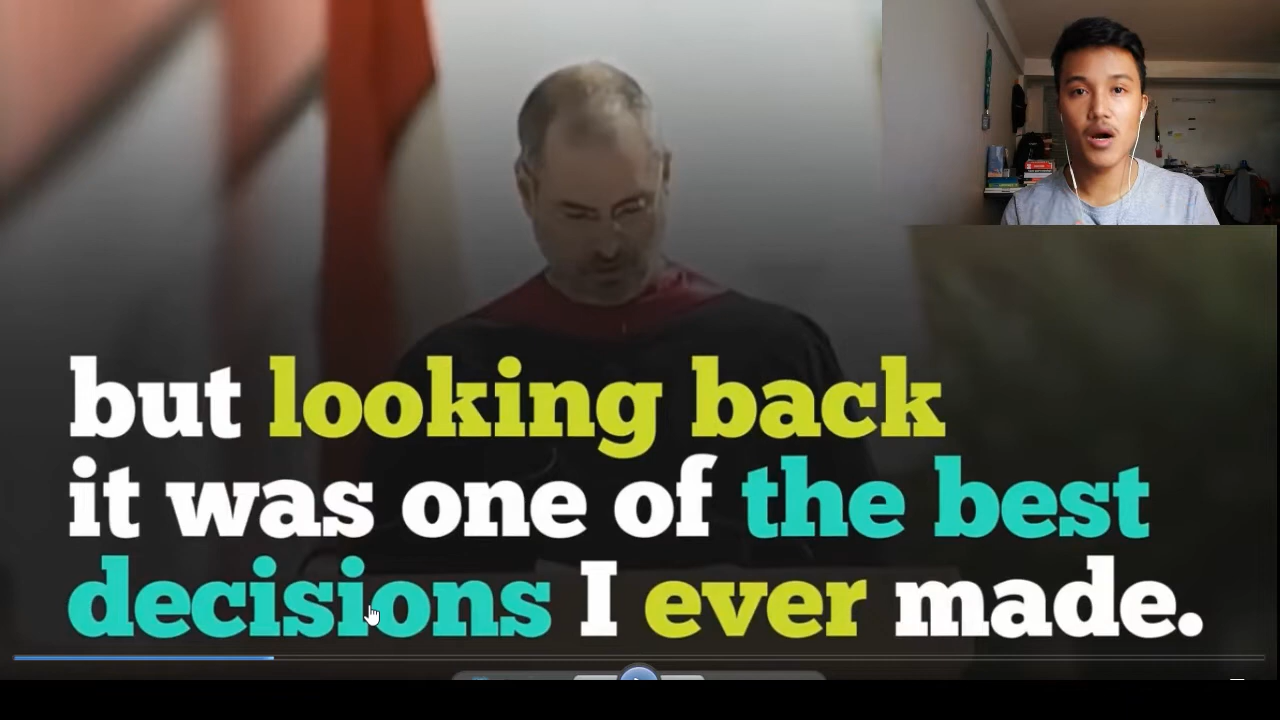 but looking back
it was one of the best
decisions I ever made.